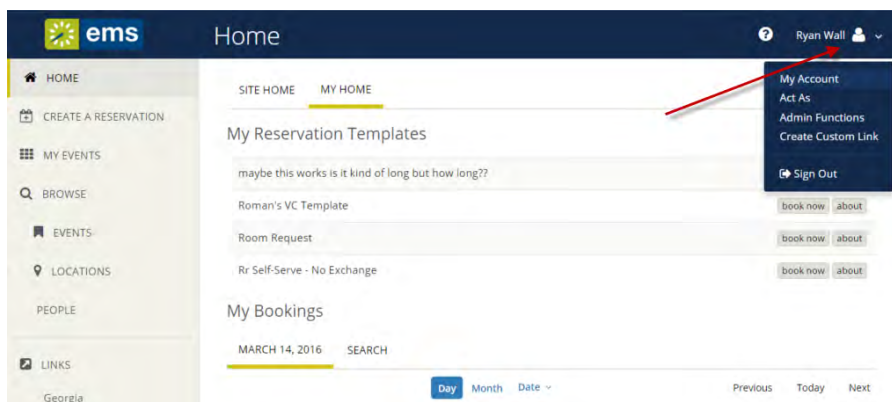 ems
Home
Ryan Wall
HOME
CREATE A RESERVATION
MY EVENTS
BROWSE
EVENTS
LOCATIONS
PEOPLE
LINKS
Georgia
SITE HOME MY HOME
My Account
Act As
Admin Functions
Create Custom Link
Sign Out
My Reservation Templates
maybe this works is it kind of long but how long??
Roman's VC Template book now about
Room Request book now about
Rr Self-Serve - No Exchange book now about
My Bookings
MARCH 14, 2016 SEARCH
Day Month Date Previous Today Next